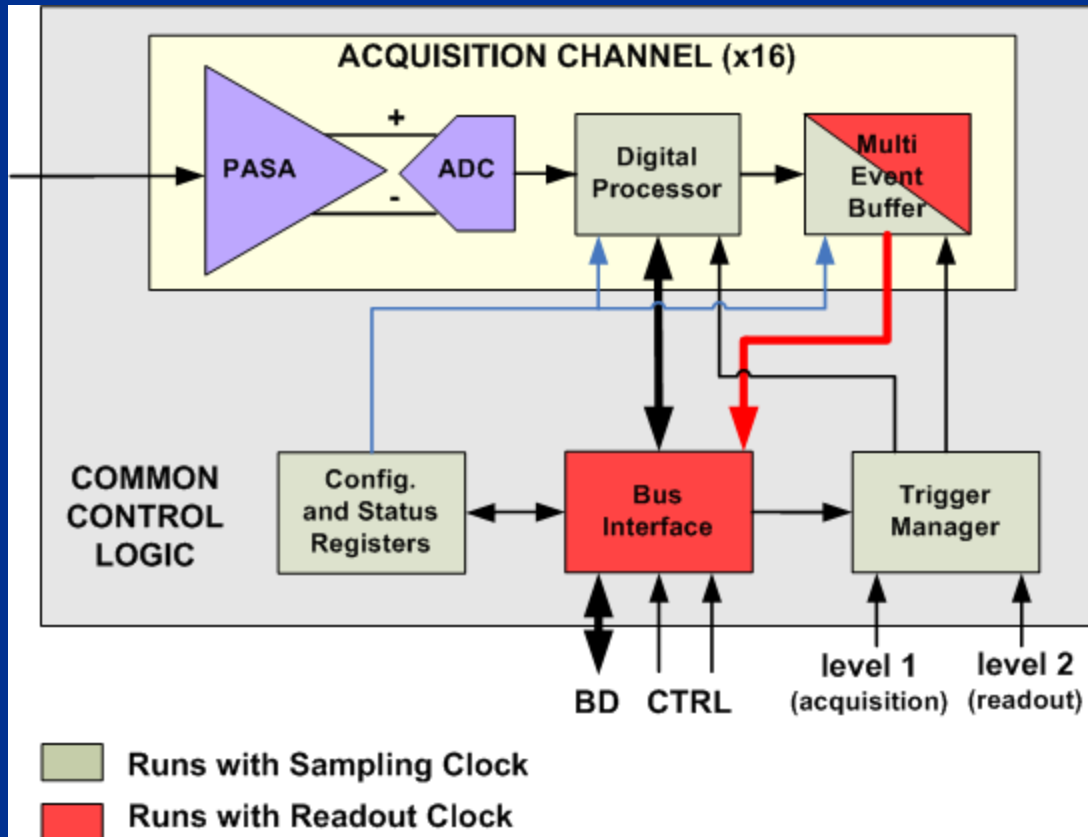 ACQUISITION CHANNEL (x16)
PASA
+
-
ADC
Digital
Processor
Multi
Event
Buffer
COMMON
CONTROL
LOGIC
Config.
and Status
Registers
Bus
Interface
Trigger
Manager
BD
CTRL
level 1
(acquisition)
level 2
(readout)
Runs with Sampling Clock
Runs with Readout Clock